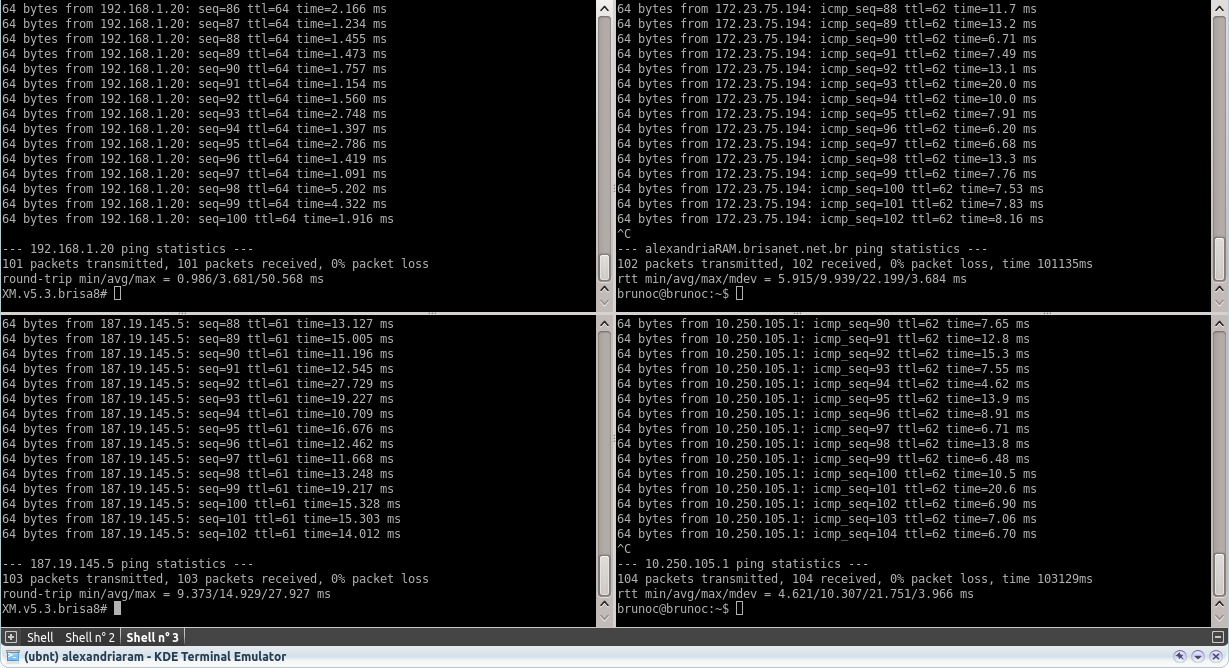 64 bytes from 192.168.1.20: seq=86 ttl=64 time=2.166 ms
64 bytes from 192.168.1.20: seq=87 ttl=64 time=1.234 ms
64 bytes from 192.168.1.20: seq=88 ttl=64 time=1.455 ms
64 bytes from 192.168.1.20: seq=89 ttl=64 time=1.473 ms
64 bytes from 192.168.1.20: seq=90 ttl=64 time=1.757 ms
64 bytes from 192.168.1.20: seq=91 ttl=64 time=1.154 ms
64 bytes from 192.168.1.20: seq=92 ttl=64 time=1.560 ms
64 bytes from 192.168.1.20: seq=93 ttl=64 time=2.748 ms
64 bytes from 192.168.1.20: seq=94 ttl=64 time=1.397 ms
64 bytes from 192.168.1.20: seq=95 ttl=64 time=2.786 ms
64 bytes from 192.168.1.20: seq=96 ttl=64 time=1.419 ms
64 bytes from 192.168.1.20: seq=97 ttl=64 time=1.091 ms
64 bytes from 192.168.1.20: seq=98 ttl=64 time=5.202 ms
64 bytes from 192.168.1.20: seq=99 ttl=64 time=4.322 ms
64 bytes from 192.168.1.20: seq=100 ttl=64 time=1.916 ms
--- 192.168.1.20 ping statistics ---
101 packets transmitted, 101 packets received, 0% packet loss
round-trip min/avg/max = 0.986/3.681/50.568 ms
XM.v5.3.brisa8#
64 bytes from 172.23.75.194: icmp_seq=88 ttl=62 time=11.7 ms
64 bytes from 172.23.75.194: icmp_seq=89 ttl=62 time=13.2 ms
64 bytes from 172.23.75.194: icmp_seq=90 ttl=62 time=6.71 ms
64 bytes from 172.23.75.194: icmp_seq=91 ttl=62 time=7.49 ms
64 bytes from 172.23.75.194: icmp_seq=92 ttl=62 time=13.1 ms
64 bytes from 172.23.75.194: icmp_seq=93 ttl=62 time=20.0 ms
64 bytes from 172.23.75.194: icmp_seq=94 ttl=62 time=10.0 ms
64 bytes from 172.23.75.194: icmp_seq=95 ttl=62 time=7.91 ms
64 bytes from 172.23.75.194: icmp_seq=96 ttl=62 time=6.20 ms
64 bytes from 172.23.75.194: icmp_seq=97 ttl=62 time=6.68 ms
64 bytes from 172.23.75.194: icmp_seq=98 ttl=62 time=13.3 ms
64 bytes from 172.23.75.194: icmp_seq=99 ttl=62 time=7.76 ms
64 bytes from 172.23.75.194: icmp_seq=100 ttl=62 time=7.53 ms
64 bytes from 172.23.75.194: icmp_seq=101 ttl=62 time=7.83 ms
64 bytes from 172.23.75.194: icmp_seq=102 ttl=62 time=8.16 ms
^C
--- alexandriaRAM.brisanet.net.br ping statistics ---
102 packets transmitted, 102 received, 0% packet loss, time 101135ms
rtt min/avg/max/mdev = 5.915/9.939/22.199/3.684 ms
brunoc@brunoc:~$
64 bytes from 187.19.145.5: seq=88 ttl=61 time=13.127 ms
64 bytes from 187.19.145.5: seq=89 ttl=61 time=15.005 ms
64 bytes from 187.19.145.5: seq=90 ttl=61 time=11.196 ms
64 bytes from 187.19.145.5: seq=91 ttl=61 time=12.545 ms
64 bytes from 187.19.145.5: seq=92 ttl=61 time=27.729 ms
64 bytes from 187.19.145.5: seq=93 ttl=61 time=19.227 ms
64 bytes from 187.19.145.5: seq=94 ttl=61 time=10.709 ms
64 bytes from 187.19.145.5: seq=95 ttl=61 time=16.676 ms
64 bytes from 187.19.145.5: seq=96 ttl=61 time=12.462 ms
64 bytes from 187.19.145.5: seq=97 ttl=61 time=11.668 ms
64 bytes from 187.19.145.5: seq=98 ttl=61 time=13.248 ms
64 bytes from 187.19.145.5: seq=99 ttl=61 time=19.217 ms
64 bytes from 187.19.145.5: seq=100 ttl=61 time=15.328 ms
64 bytes from 187.19.145.5: seq=101 ttl=61 time=15.303 ms
64 bytes from 187.19.145.5: seq=102 ttl=61 time=14.012 ms
--- 187.19.145.5 ping statistics ---
103 packets transmitted, 103 packets received, 0% packet loss
round-trip min/avg/max = 9.373/14.929/27.927 ms
XM.v5.3.brisa8#
64 bytes from 10.250.105.1: icmp_seq=90 ttl=62 time=7.65 ms
64 bytes from 10.250.105.1: icmp_seq=91 ttl=62 time=12.8 ms
64 bytes from 10.250.105.1: icmp_seq=92 ttl=62 time=15.3 ms
64 bytes from 10.250.105.1: icmp_seq=93 ttl=62 time=7.55 ms
64 bytes from 10.250.105.1: icmp_seq=94 ttl=62 time=4.62 ms
64 bytes from 10.250.105.1: icmp_seq=95 ttl=62 time=13.9 ms
64 bytes from 10.250.105.1: icmp_seq=96 ttl=62 time=8.91 ms
64 bytes from 10.250.105.1: icmp_seq=97 ttl=62 time=6.71 ms
64 bytes from 10.250.105.1: icmp_seq=98 ttl=62 time=13.8 ms
64 bytes from 10.250.105.1: icmp_seq=99 ttl=62 time=6.48 ms
64 bytes from 10.250.105.1: icmp_seq=100 ttl=62 time=10.5 ms
64 bytes from 10.250.105.1: icmp_seq=101 ttl=62 time=20.6 ms
64 bytes from 10.250.105.1: icmp_seq=102 ttl=62 time=6.90 ms
64 bytes from 10.250.105.1: icmp_seq=103 ttl=62 time=7.06 ms
64 bytes from 10.250.105.1: icmp_seq=104 ttl=62 time=6.70 ms
^C
--- 10.250.105.1 ping statistics ---
104 packets transmitted, 104 received, 0% packet loss, time 103129ms
rtt min/avg/max/mdev = 4.621/10.307/21.751/3.966 ms
brunoc@brunoc:~$
Shell Shell n° 2 Shell n° 3
(ubnt) alexandriaram - KDE Terminal Emulator